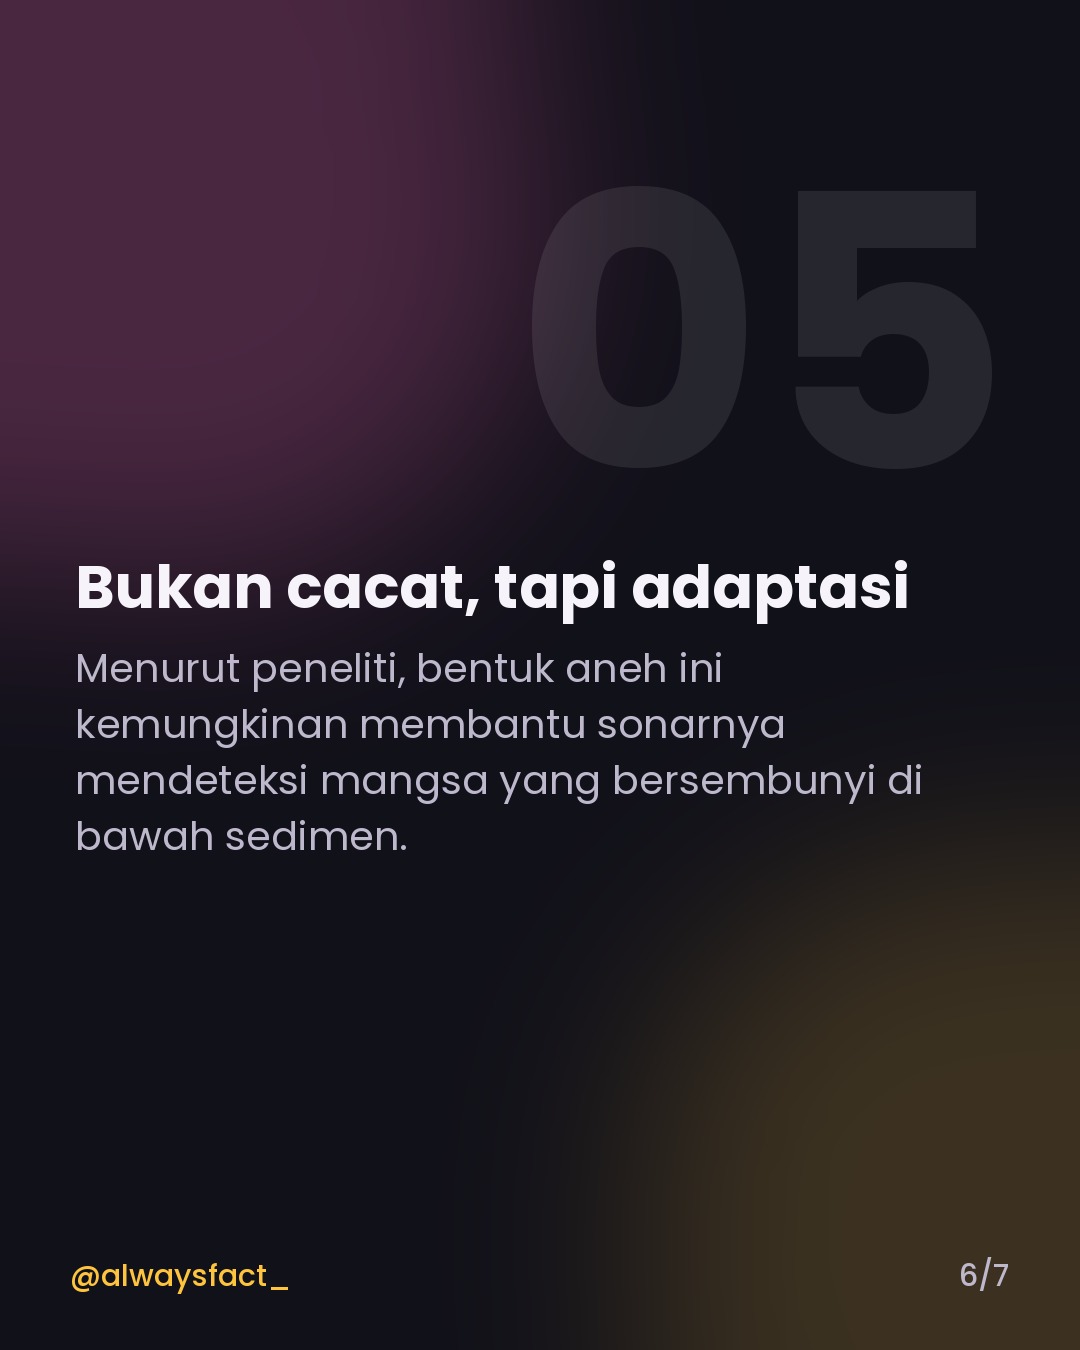 05
Bukan cacat, tapi adaptasi
Menurut peneliti, bentuk aneh ini
kemungkinan membantu sonarnya
mendeteksi mangsa yang bersembunyi di
bawah sedimen.
@alwaysfact_
6/7